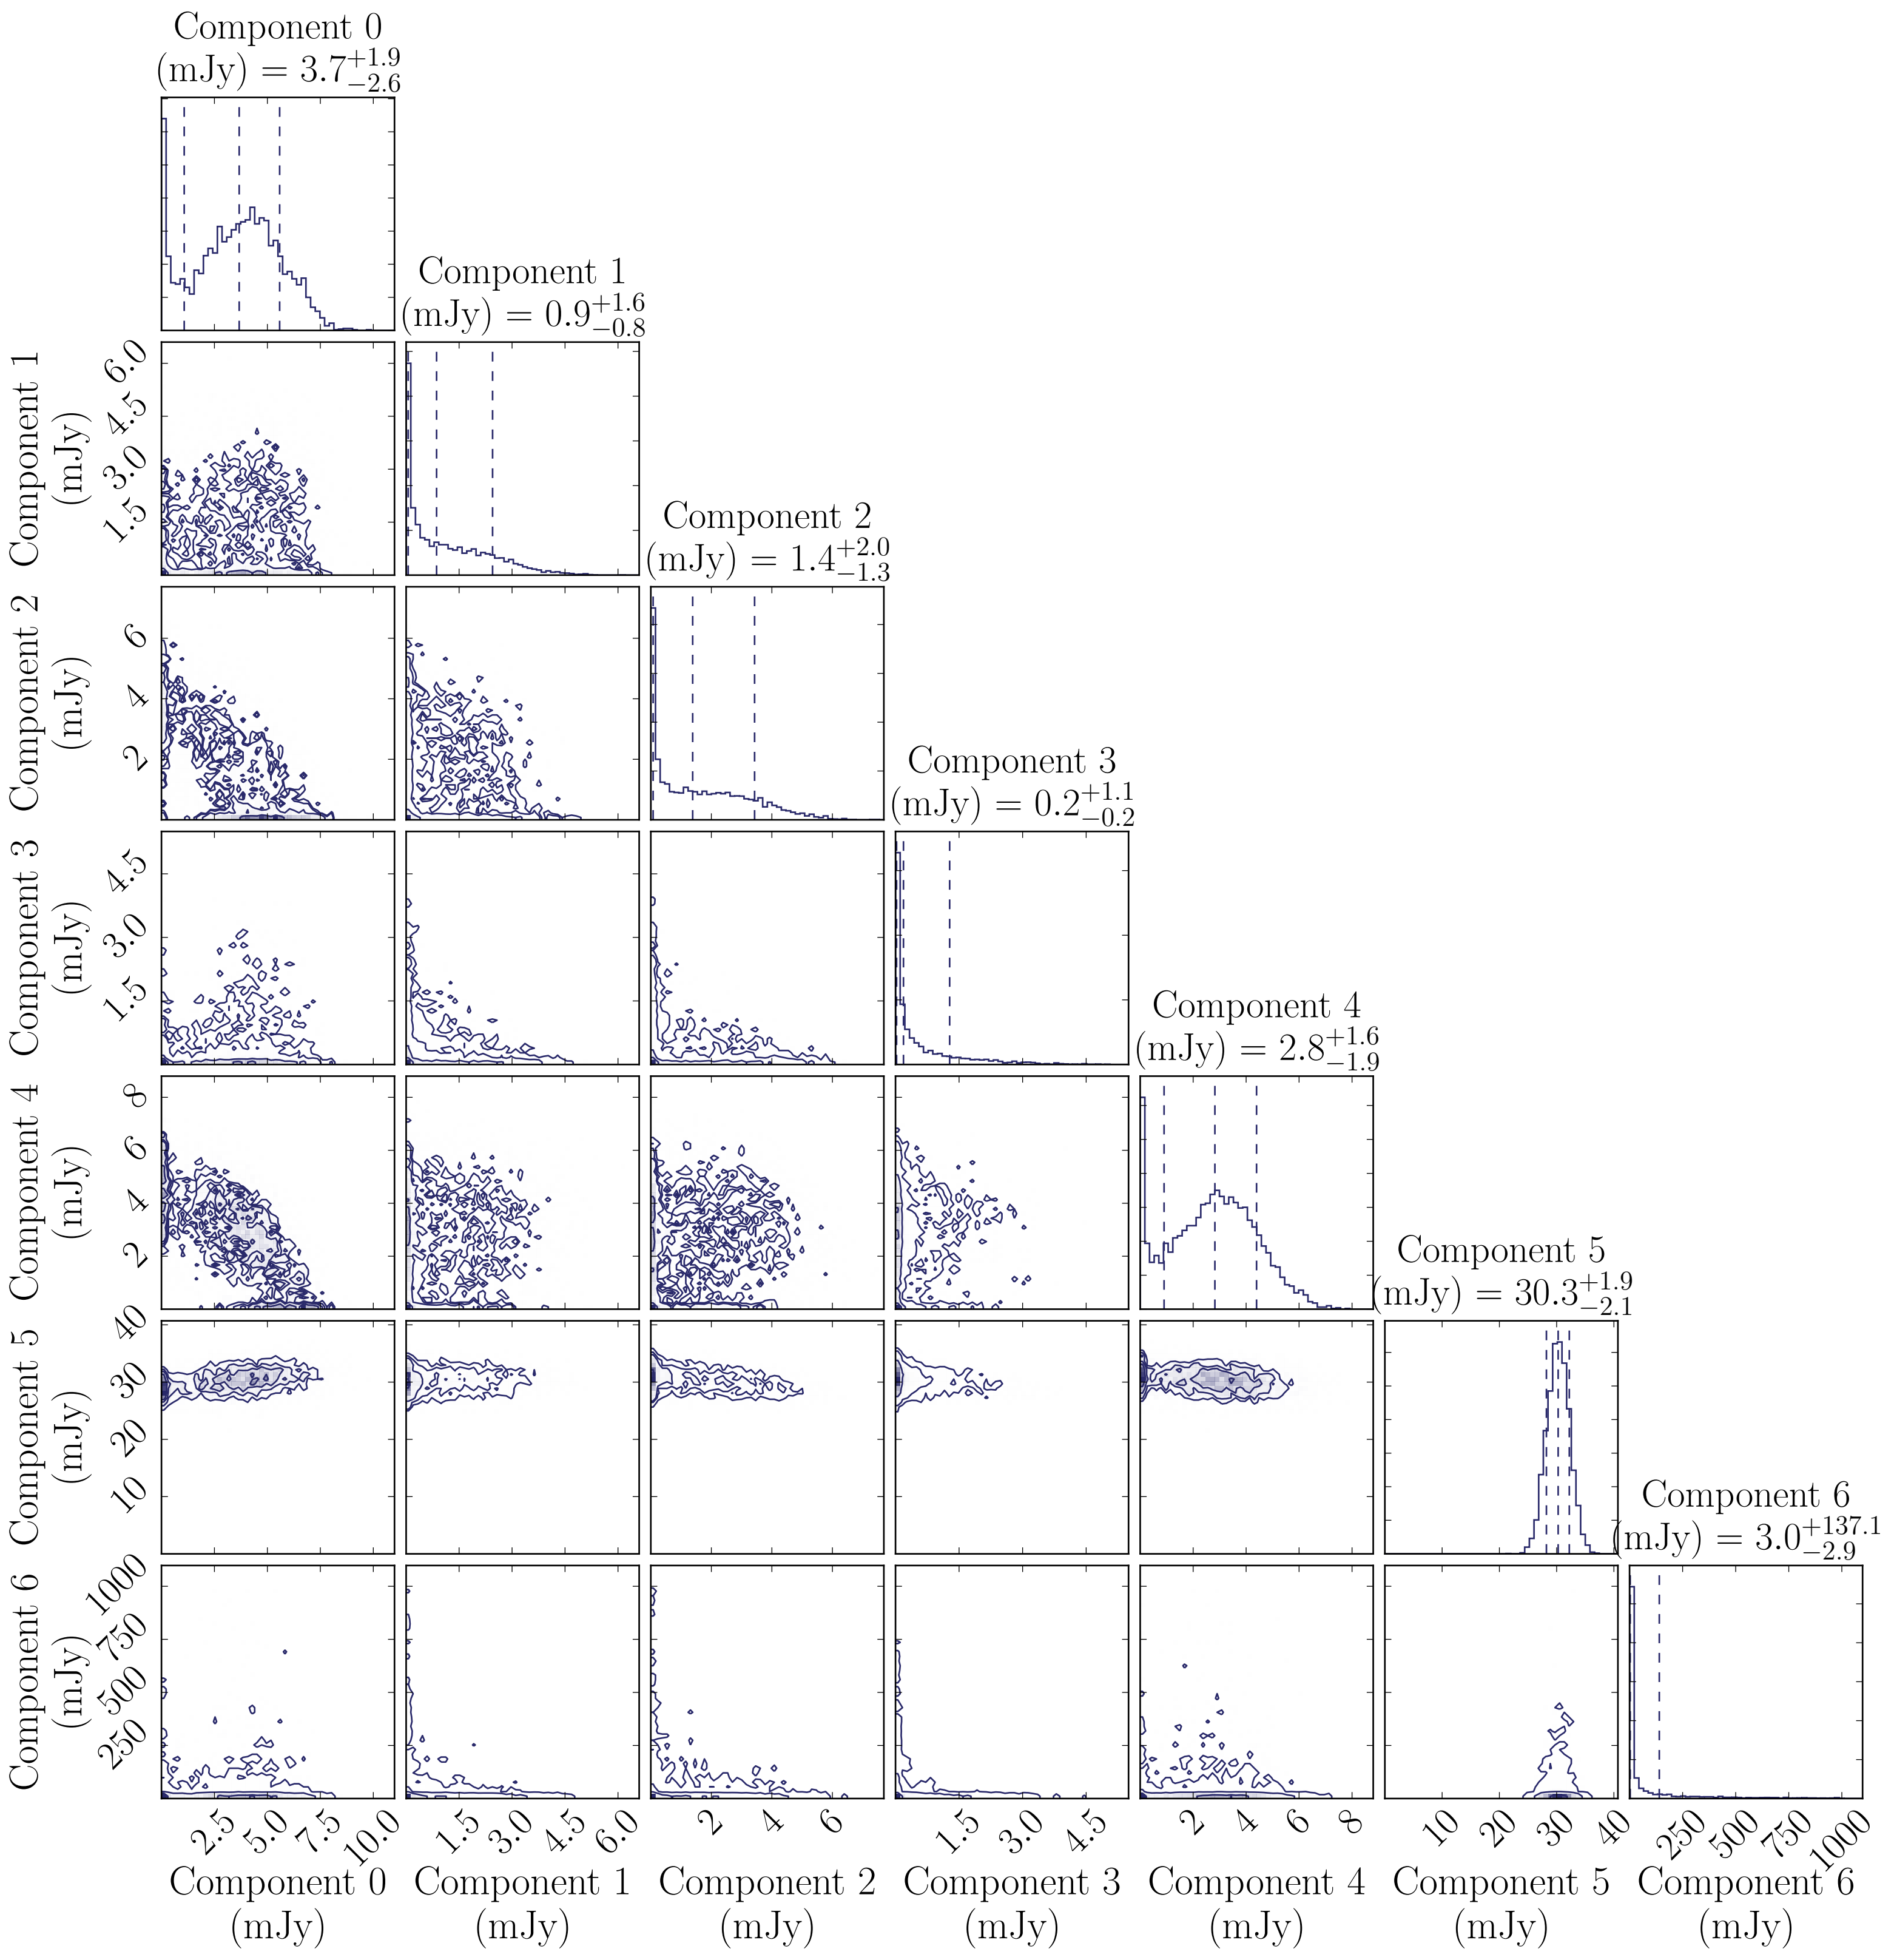 Component 0
(mJy) = 3.7 +1.9 −2.6
Component 1
(mJy) = 0.9 +1.6 −0.8
Component 2
(mJy) = 1.4 +2.0 −1.3
Component 3
(mJy) = 0.2 +1.1 −0.2
Component 4
(mJy) = 2.8 +1.6 −1.9
Component 5
(mJy) = 30.3 +1.9 −2.1
Component 6
(mJy) = 3.0 +137.1 −2.9
Component 1
(mJy)
6.0
4.5
3.0
1.5
Component 2
(mJy)
6
4
2
Component 3
(mJy)
4.5
3.0
1.5
Component 4
(mJy)
8
6
4
2
Component 5
(mJy)
40
30
20
10
Component 6
(mJy)
1000
750
500
250
2.5 5.0 7.5 10.0
Component 0
(mJy)
1.5 3.0 4.5 6.0
Component 1
(mJy)
2 4 6
Component 2
(mJy)
1.5 3.0 4.5
Component 3
(mJy)
2 4 6 8
Component 4
(mJy)
10 20 30 40
Component 5
(mJy)
250 500 750 1000
Component 6
(mJy)